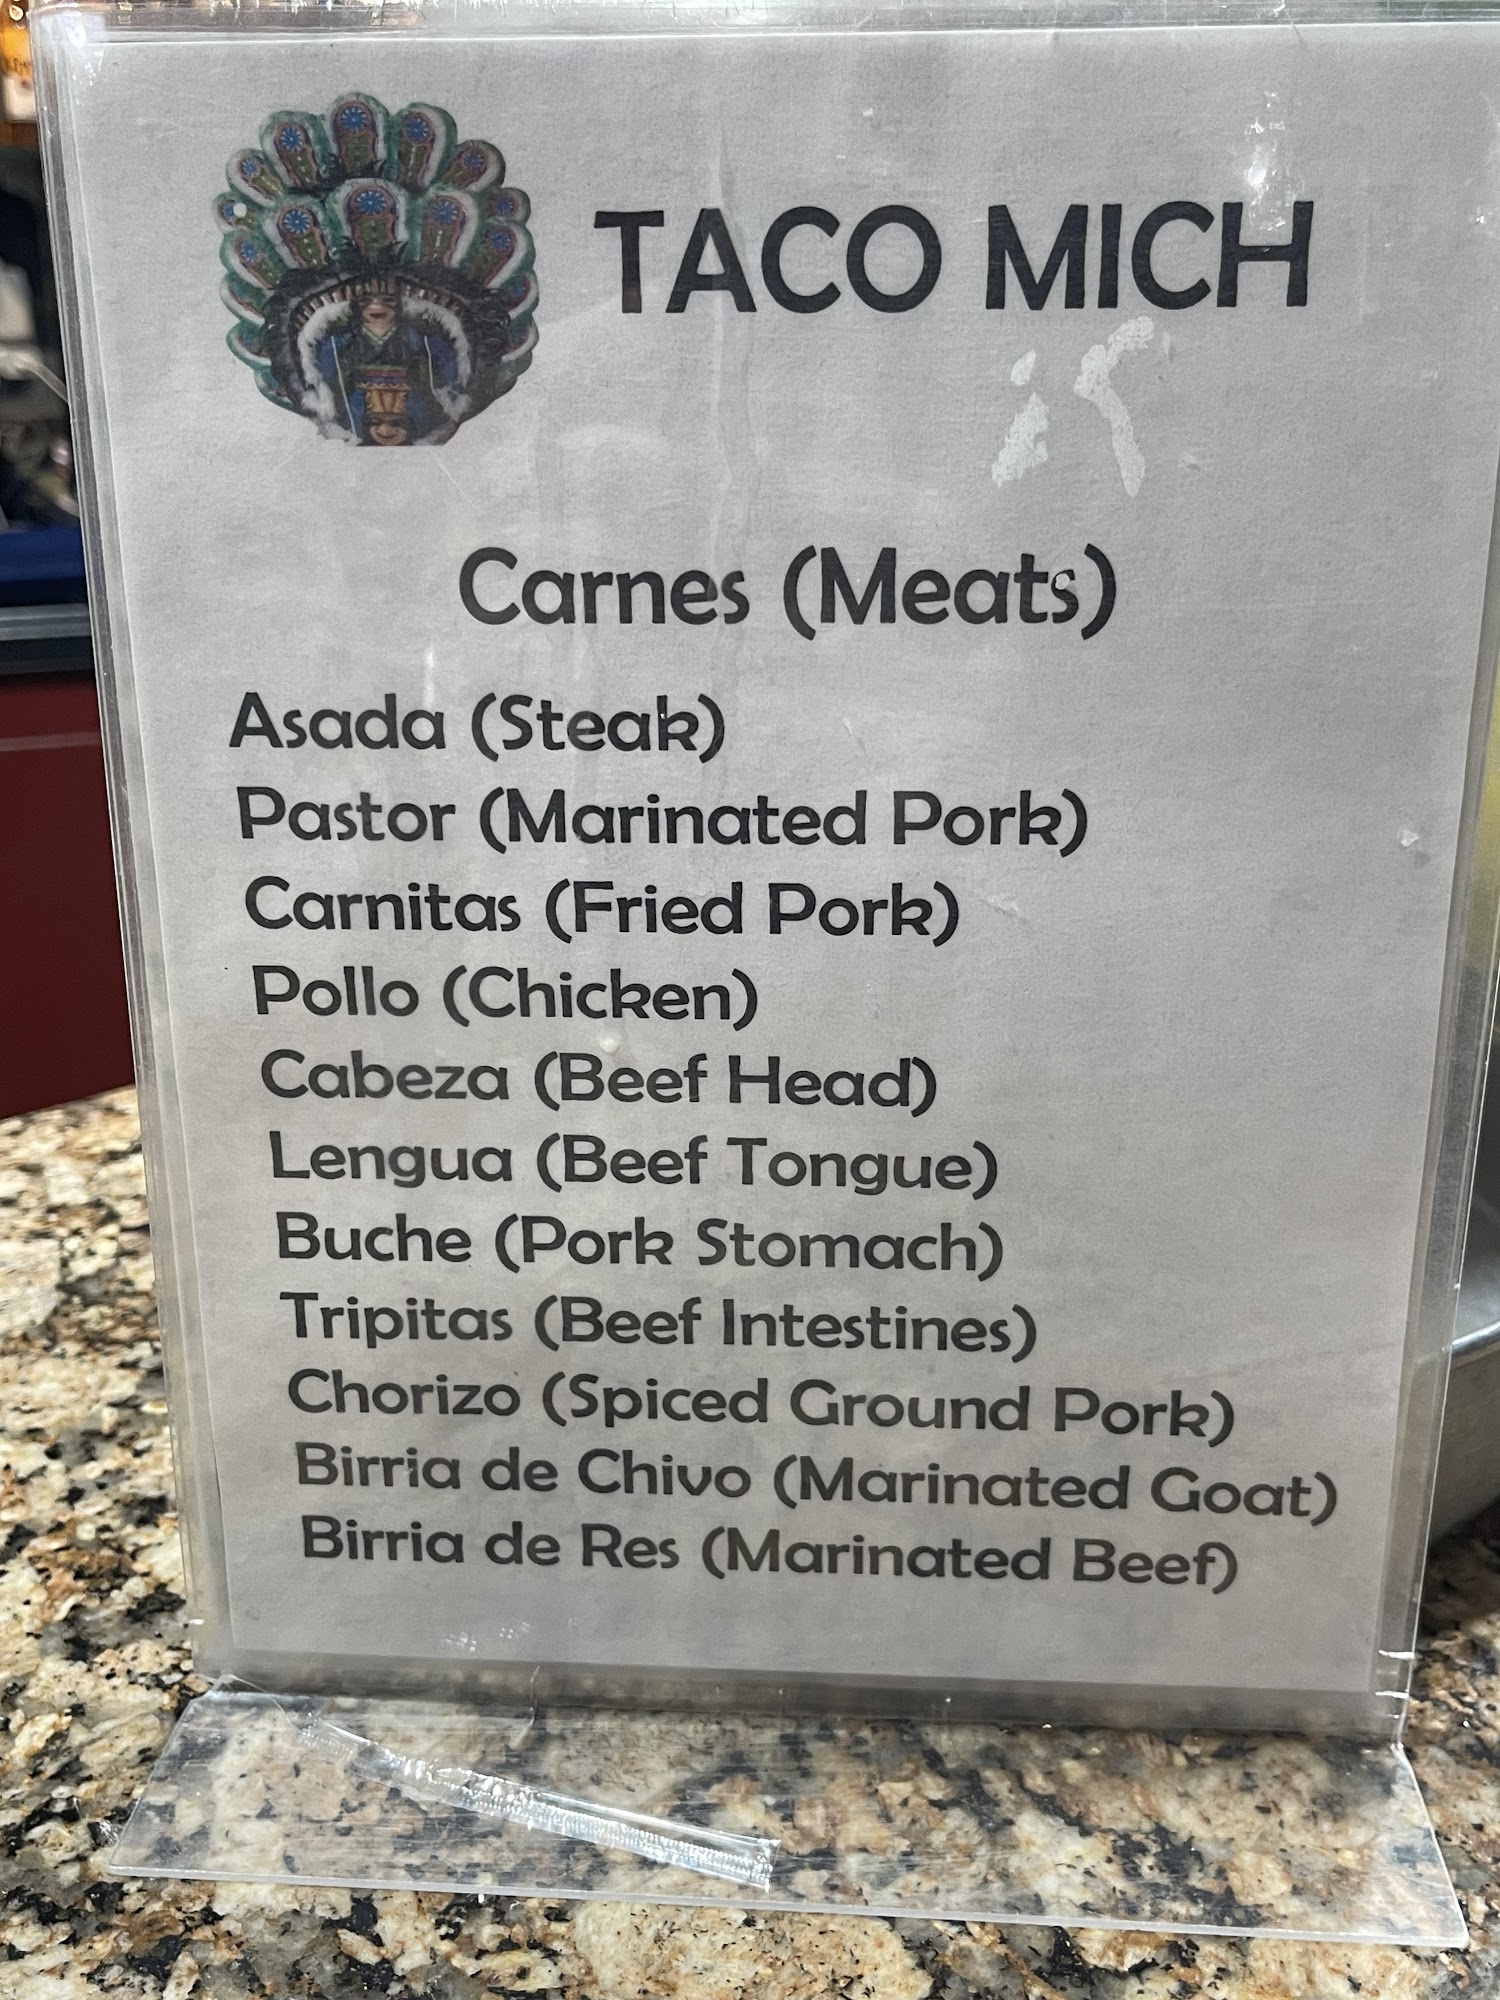 TACO MICH
Carnes (Meats)
Asada (Steak)
Pastor (Marinated Pork)
Carnitas (Fried Pork)
Pollo (Chicken)
Cabeza (Beef Head)
Lengua (Beef Tongue)
Buche (Pork Stomach)
Tripitas (Beef Intestines)
Chorizo (Spiced Ground Pork)
Birria de Chivo (Marinated Goat)
Birria de Res (Marinated Beef)